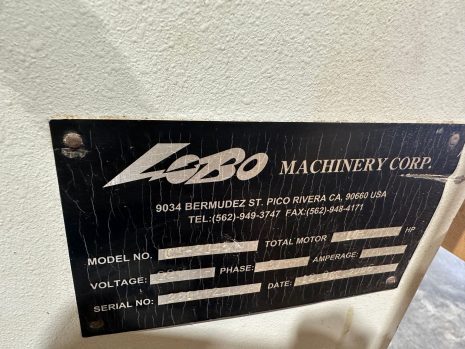 LOBO MACHINERY CORP.
9034 BERMUDEZ ST. PICO RIVERA CA, 90660 USA
TEL:(562)-949-3747 FAX:(562)-948-4171
MODEL NO. TOTAL MOTOR HP
VOLTAGE: PHASE: AMPERAGE:
SERIAL NO: DATE: